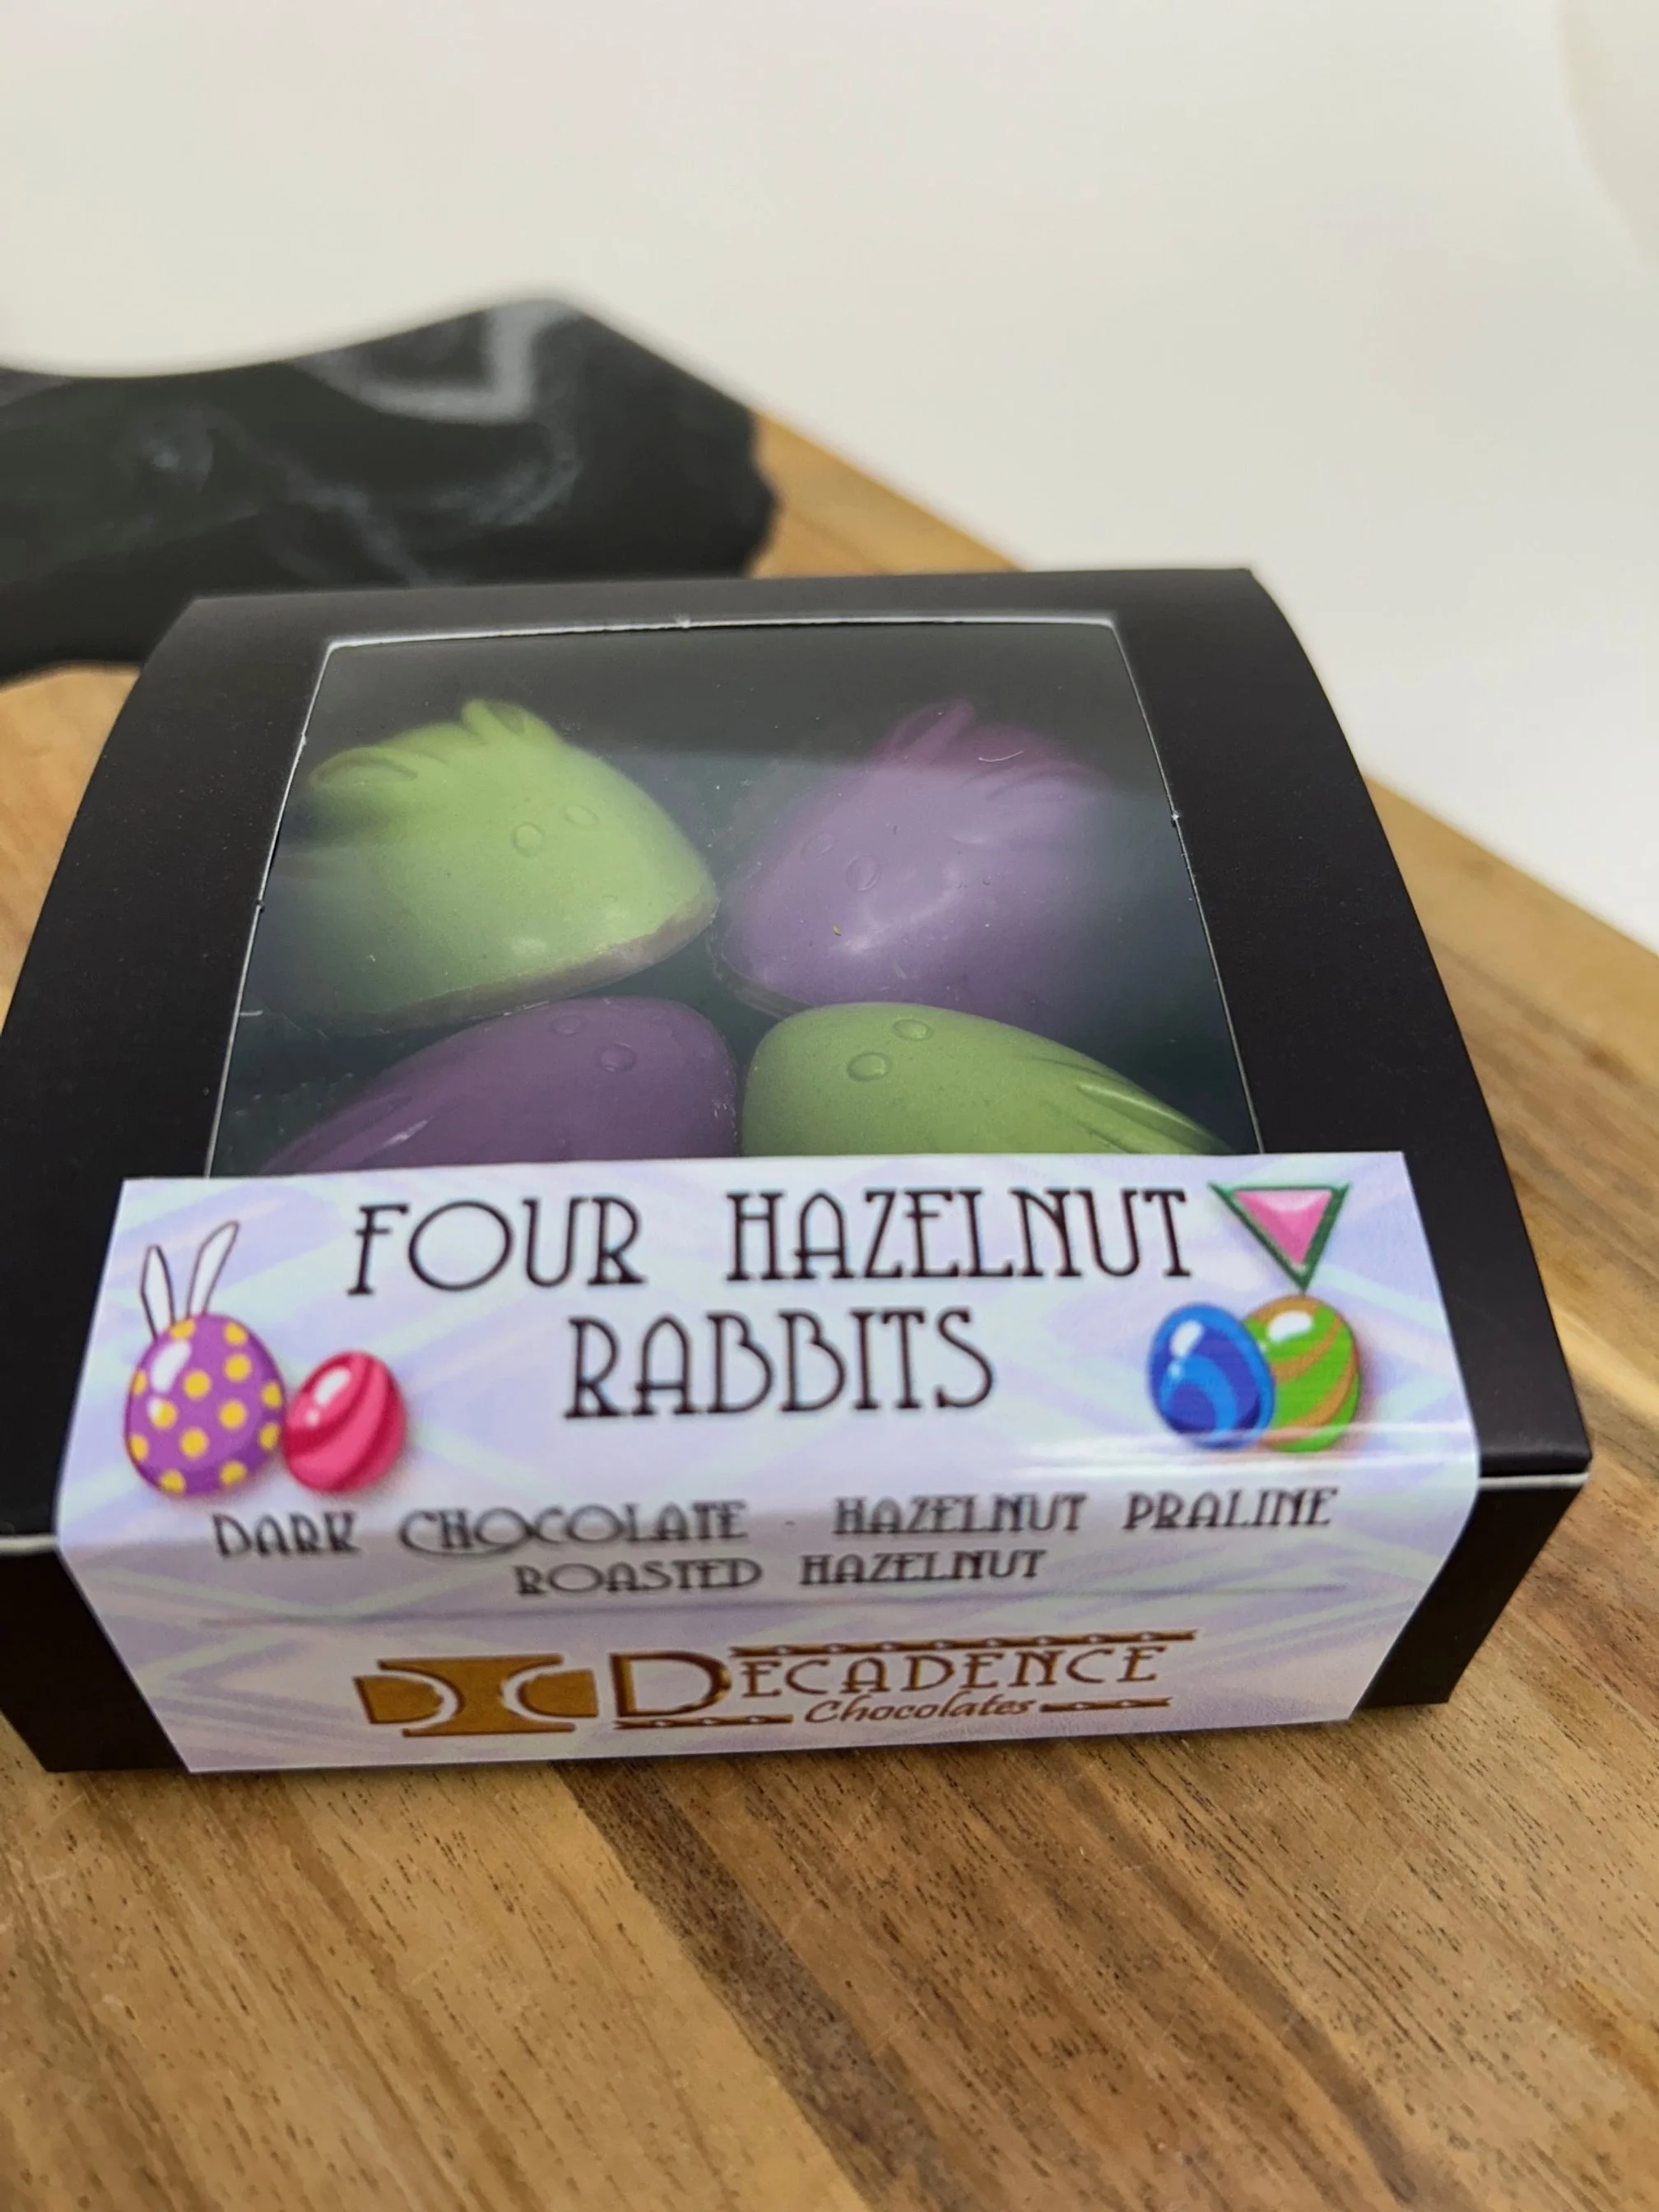 FOUR HAZELNUT
RABBITS
DARK CHOCOLATE · HAZELNUT PRALINE
ROASTED HAZELNUT
DECADENCE
Chocolates